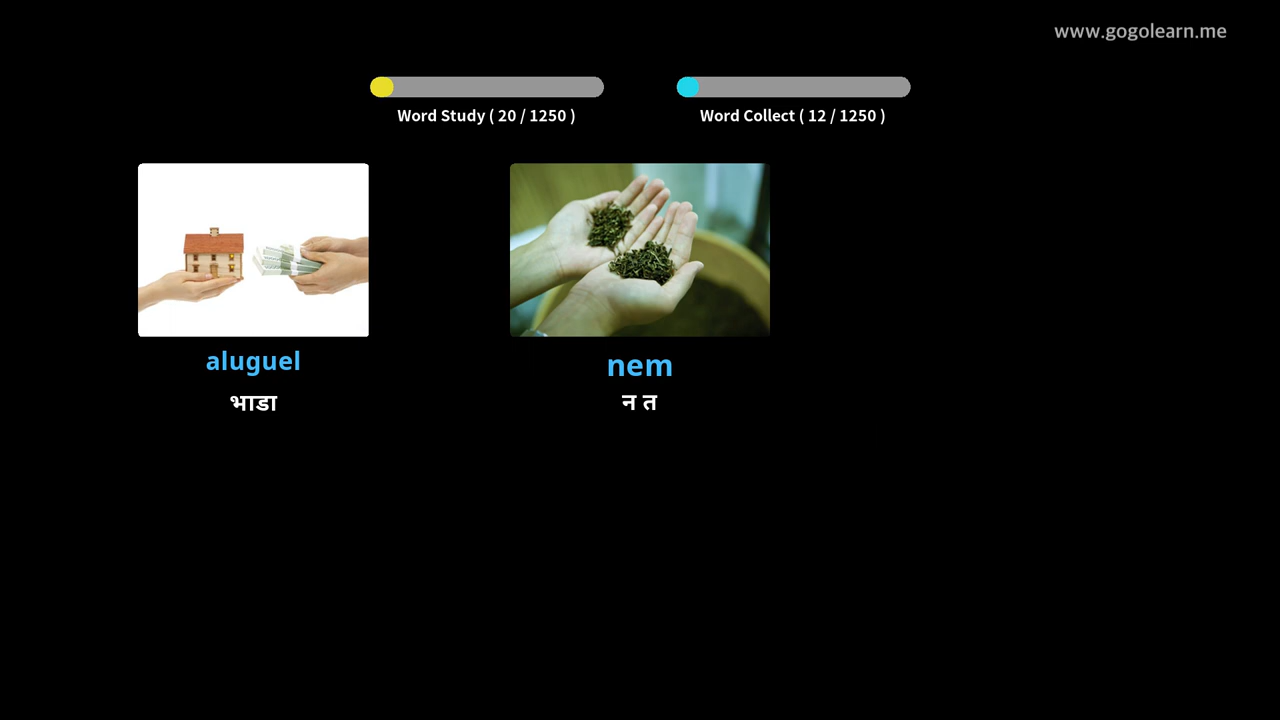 www.gogolearn.me
Word Study ( 20 / 1250 )
Word Collect ( 12 / 1250 )
aluguel
भाडा
nem
न त